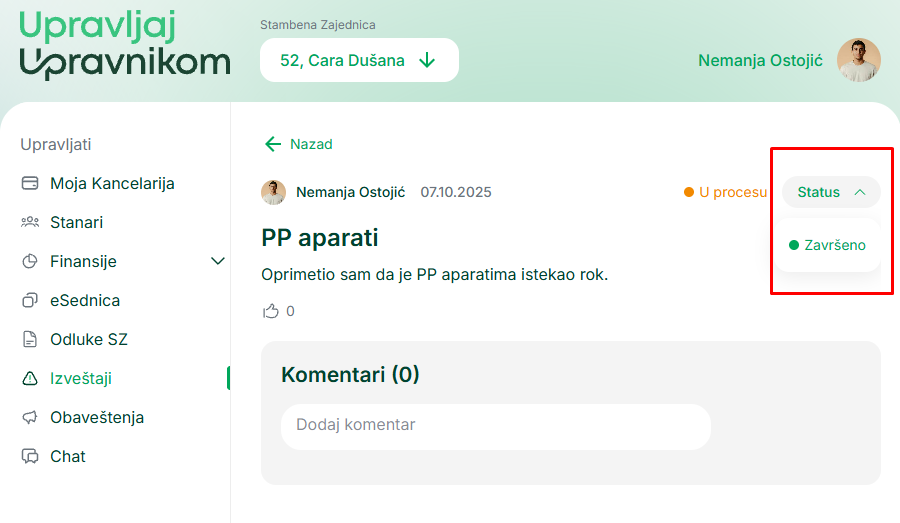 Upravljaj
Upravnikom
Stambena Zajednica
52, Cara Dušana
Nemanja Ostojić
Upravljati
Moja Kancelarija
Stanari
Finansije
eSednica
Odluke SZ
Izveštaji
Obaveštenja
Chat
Nazad
Nemanja Ostojić 07.10.2025
U procesu
Status
Završeno
PP aparati
Oprimetio sam da je PP aparatima istekao rok.
0
Komentari (0)
Dodaj komentar